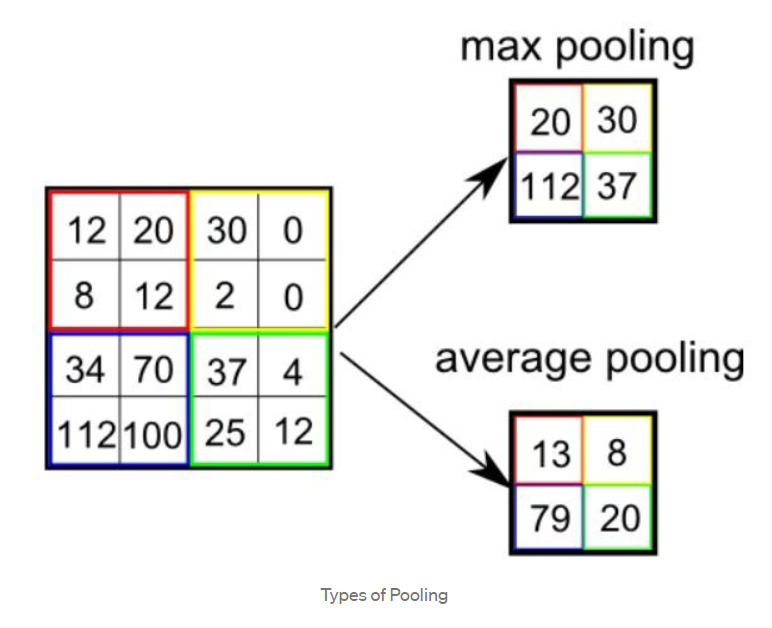 max pooling
20 30
112 37
12 20 30 0
8 12 2 0
34 70 37 4
112 100 25 12
average pooling
13 8
79 20
Types of Pooling